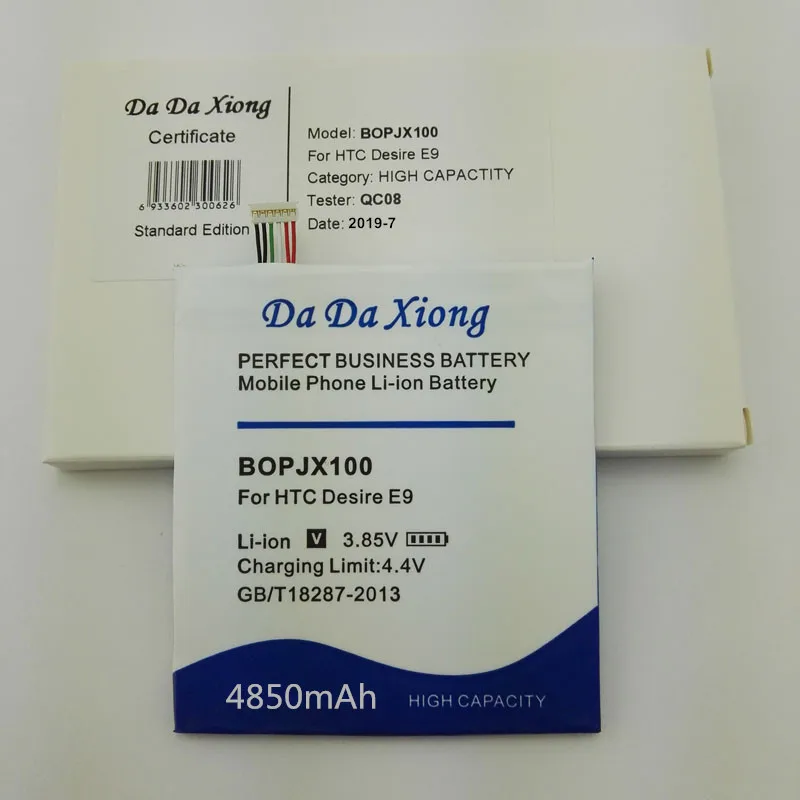 Da Da Xiong
Certificate
6 933602 300626
Standard Edition
Model: BOPJX100
For HTC Desire E9
Category: HIGH CAPACTITY
Tester: QC08
Date: 2019-7
Da Da Xiong
PERFECT BUSINESS BATTERY
Mobile Phone Li-ion Battery
BOPJX100
For HTC Desire E9
Li-ion V 3.85V
Charging Limit:4.4V
GB/T18287-2013
4850mAh HIGH CAPACITY